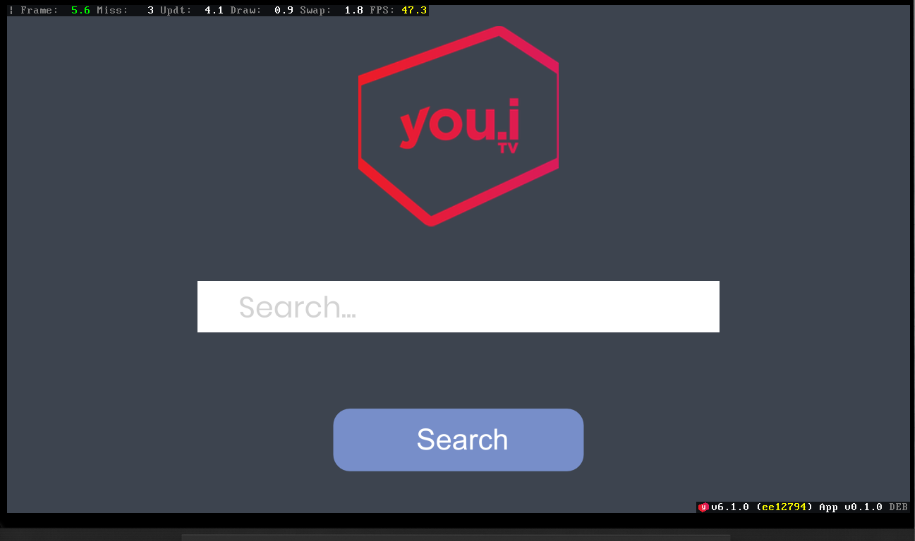 ¦ Frame: 5.6 Miss: 3 Updt: 4.1 Draw: 0.9 Swap: 1.8 FPS: 47.3
you.i
TV
Search...
Search
v6.1.0 (ee12794) App v0.1.0 DEB